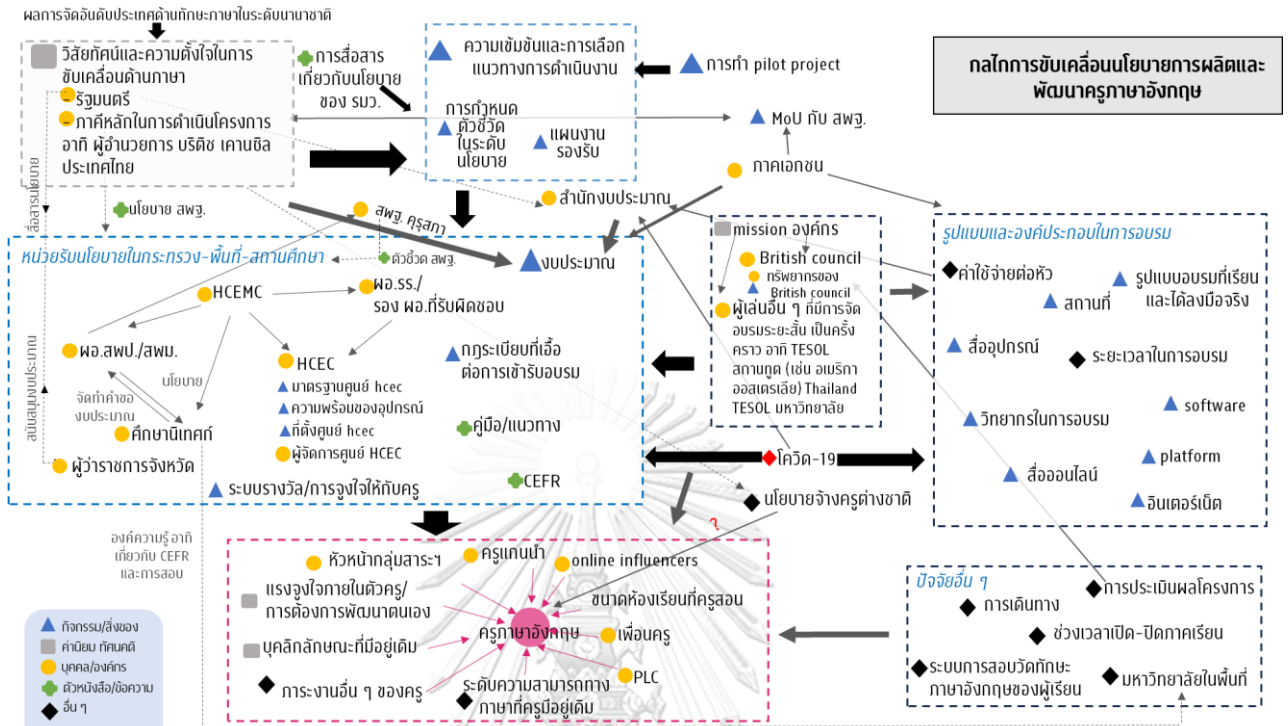 ผลการจัดอันดับประเทศด้านทักษะภาษาในระดับนานาชาติ
กลไกการขับเคลื่อนนโยบายการผลิตและ
พัฒนาครูภาษาอังกฤษ
วิสัยทัศน์และความตั้งใจในการ
ขับเคลื่อนด้านภาษา
- รัฐมนตรี
- ภาคีหลักในการดำเนินโครงการ
อาทิ ผู้อำนวยการ บริติช เคานซิล
ประเทศไทย
การสื่อสาร
เกี่ยวกับนโยบาย
ของ รมว.
ความเข้มข้นและการเลือก
แนวทางการดำเนินงาน
การกำหนด
ตัวชี้วัด
ในระดับ
นโยบาย
แผนงาน
รองรับ
การทำ pilot project
MoU กับ สพฐ.
ภาคเอกชน
สำนักงบประมาณ
สื่อสารนโยบาย
นโยบาย สพฐ.
สพฐ. คุรุสภา
หน่วยรับนโยบายในกระทรวง-พื้นที่-สถานศึกษา
ตัวชี้วัด สพฐ.
งบประมาณ
HCEMC
ผอ.รร./
รอง ผอ.ที่รับผิดชอบ
ผอ.สพป./สพม.
นโยบาย
จัดทำคำขอ
งบประมาณ
สนับสนุนงบประมาณ
ศึกษานิเทศก์
ผู้ว่าราชการจังหวัด
HCEC
มาตรฐานศูนย์ hcec
ความพร้อมของอุปกรณ์
ที่ตั้งศูนย์ hcec
ผู้จัดการศูนย์ HCEC
กฎระเบียบที่เอื้อ
ต่อการเข้ารับอบรม
คู่มือ/แนวทาง
CEFR
ระบบรางวัล/การจูงใจให้กับครู
mission องค์กร
British council
ทรัพยากรของ
British council
ผู้เล่นอื่น ๆ ที่มีการจัด
อบรมระยะสั้น เป็นครั้ง
คราว อาทิ TESOL
สถานทูต (เช่น อเมริกา
ออสเตรเลีย) Thailand
TESOL มหาวิทยาลัย
โควิด-19
นโยบายจ้างครูต่างชาติ
?
รูปแบบและองค์ประกอบในการอบรม
ค่าใช้จ่ายต่อหัว
รูปแบบอบรมที่เรียน
และได้ลงมือจริง
สถานที่
สื่ออุปกรณ์
ระยะเวลาในการอบรม
วิทยากรในการอบรม
software
สื่อออนไลน์
platform
อินเตอร์เน็ต
องค์ความรู้ อาทิ
เกี่ยวกับ CEFR
และการสอบ
หัวหน้ากลุ่มสาระฯ
ครูแกนนำ
online influencers
แรงจูงใจภายในตัวครู/
การต้องการพัฒนาตนเอง
ขนาดห้องเรียนที่ครูสอน
บุคลิกลักษณะที่มีอยู่เดิม
ครูภาษาอังกฤษ
เพื่อนครู
ภาระงานอื่น ๆ ของครู
ระดับความสามารถทาง
ภาษาที่ครูมีอยู่เดิม
PLC
ปัจจัยอื่น ๆ
การประเมินผลโครงการ
การเดินทาง
ช่วงเวลาเปิด-ปิดภาคเรียน
ระบบการสอบวัดทักษะ
ภาษาอังกฤษของผู้เรียน
มหาวิทยาลัยในพื้นที่
กิจกรรม/สิ่งของ
ค่านิยม ทัศนคติ
บุคคล/องค์กร
ตัวหนังสือ/ข้อความ
อื่น ๆ